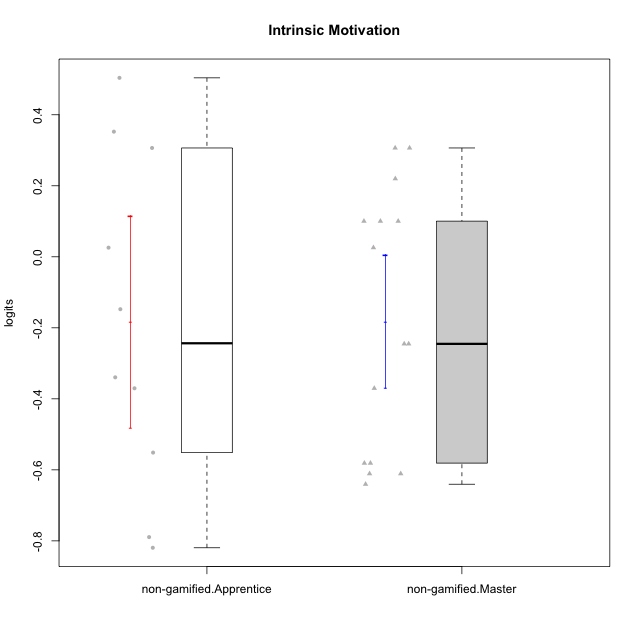 Intrinsic Motivation
logits
0.4
0.2
0.0
-0.2
-0.4
-0.6
-0.8
non-gamified.Apprentice
non-gamified.Master